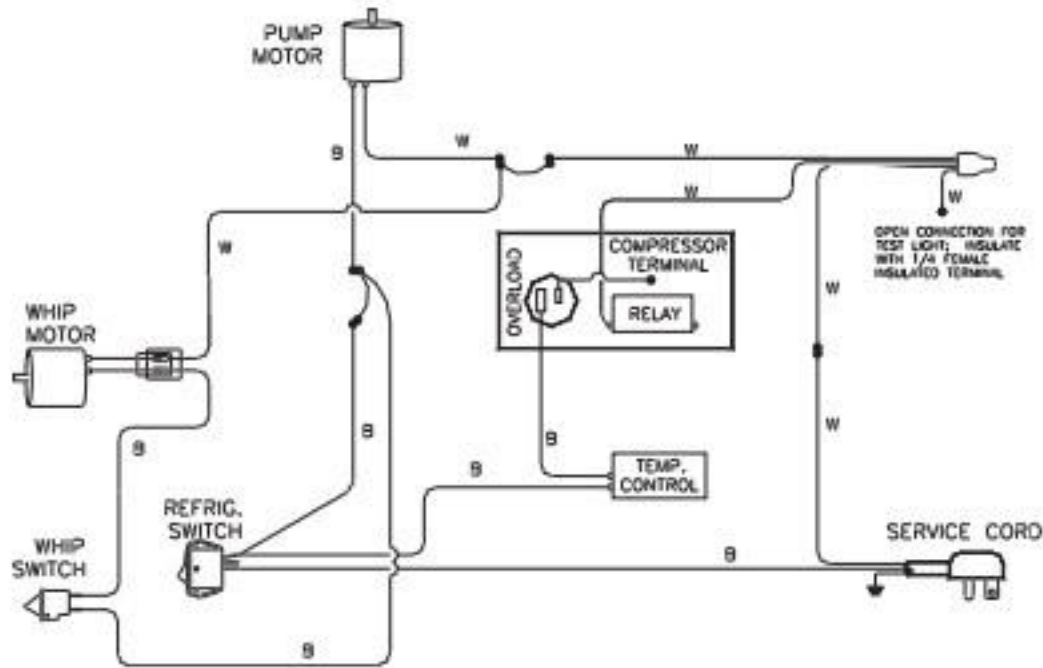 PUMP
MOTOR
B
W
W
W
W
OPEN CONNECTION FOR
TEST LIGHT; INSULATE
WITH 1/4 FEMALE
INSULATED TERMINAL
W
COMPRESSOR
TERMINAL
OVERLOAD
RELAY
WHIP
MOTOR
W
W
B
B
B
B
TEMP.
CONTROL
REFRIG.
SWITCH
SERVICE CORD
WHIP
SWITCH
B
B